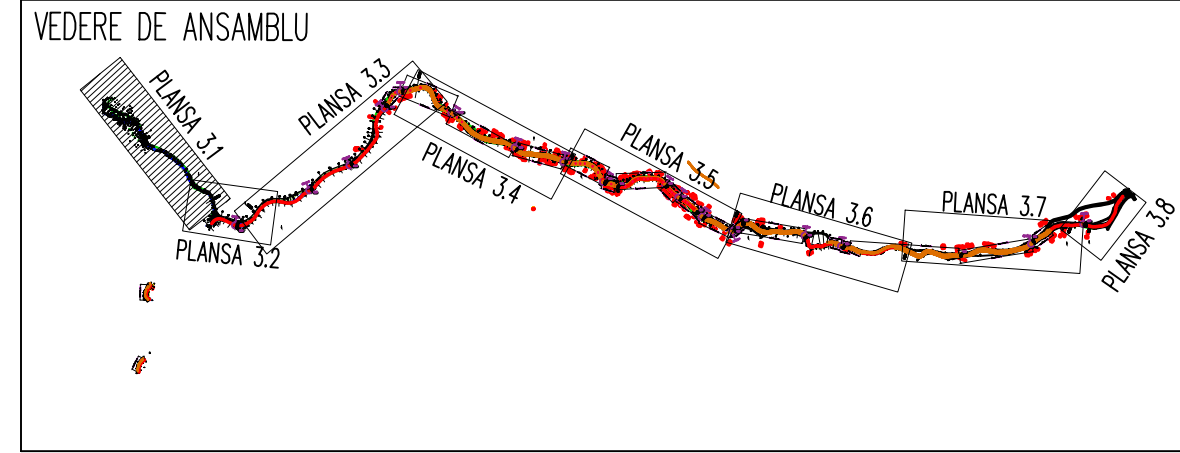 VEDERE DE ANSAMBLU
PLANSA 3.1
PLANSA 3.2
PLANSA 3.3
PLANSA 3.4
PLANSA 3.5
PLANSA 3.6
PLANSA 3.7
PLANSA 3.8